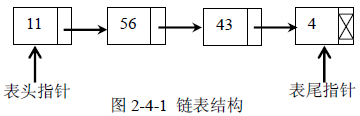 11 56 43 4
表头指针 表尾指针
图 2-4-1 链表结构